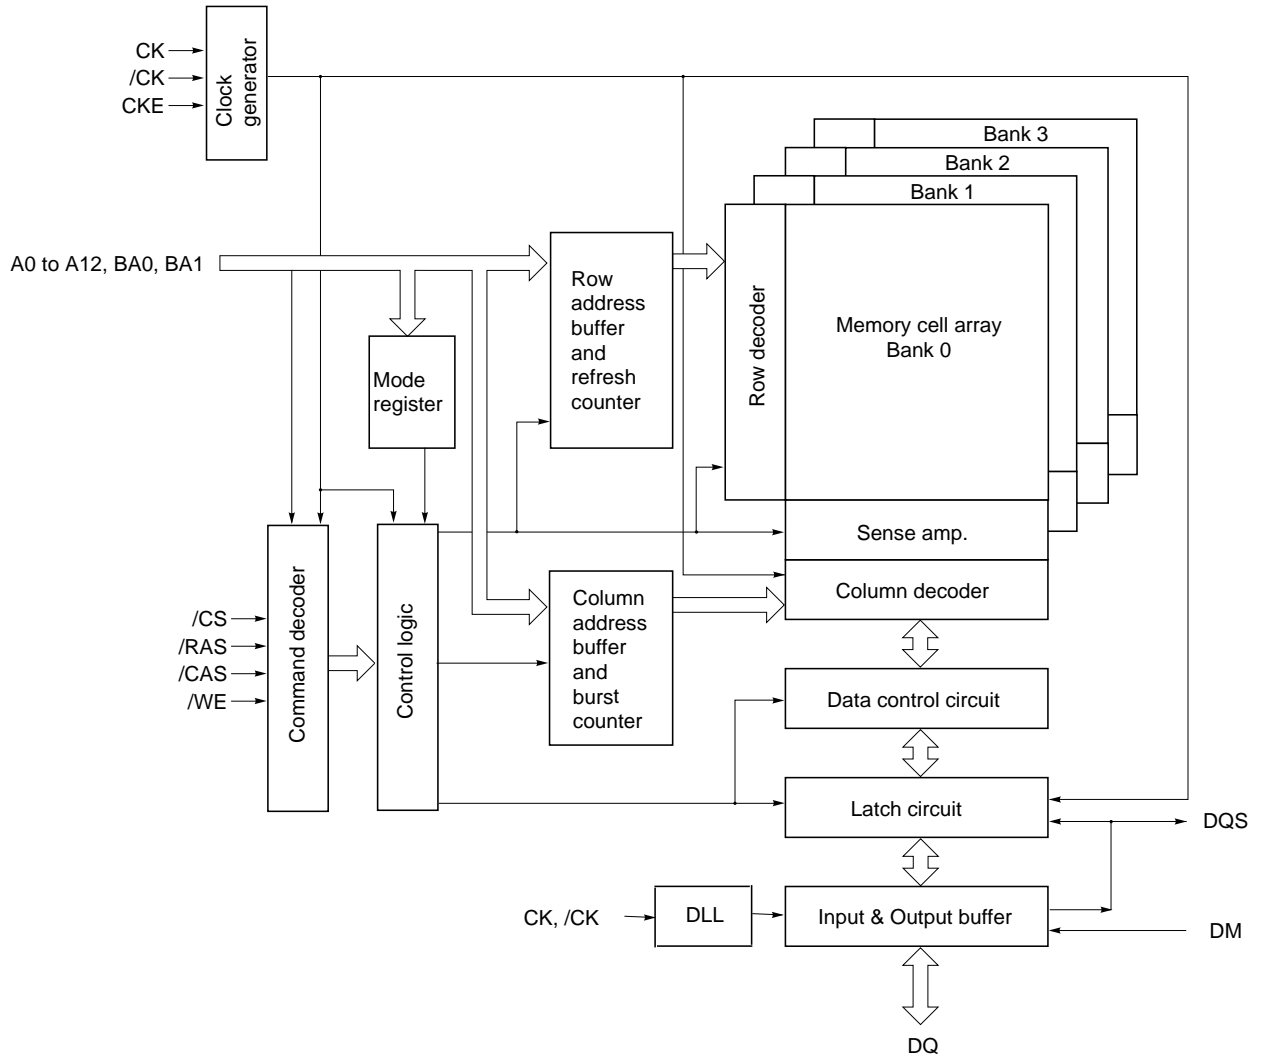 CK
/CK
CKE
Clock
generator
Bank 3
Bank 2
Bank 1
A0 to A12, BA0, BA1
Row
address
buffer
and
refresh
counter
Row decoder
Memory cell array
Bank 0
Mode
register
Sense amp.
Column decoder
/CS
/RAS
/CAS
/WE
Command decoder
Control logic
Column
address
buffer
and
burst
counter
Data control circuit
Latch circuit
DQS
CK, /CK
DLL
Input & Output buffer
DM
DQ